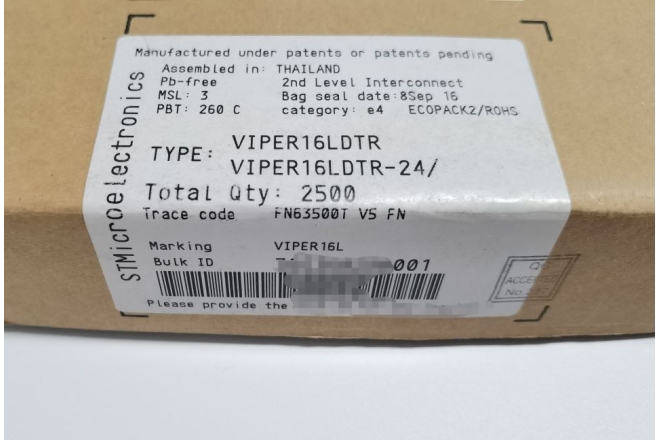 Manufactured under patents or patents pending
Assembled in: THAILAND
Pb-free 2nd Level Interconnect
MSL: 3 Bag seal date:8Sep 16
PBT: 260 C category: e4 ECOPACK2/ROHS
STMicroelectronics
TYPE: VIPER16LDTR
VIPER16LDTR-24/
Total Qty: 2500
Trace code FN63500T V5 FN
Marking VIPER16L
Bulk ID 001
Please provide the
ACCEPTED
No.